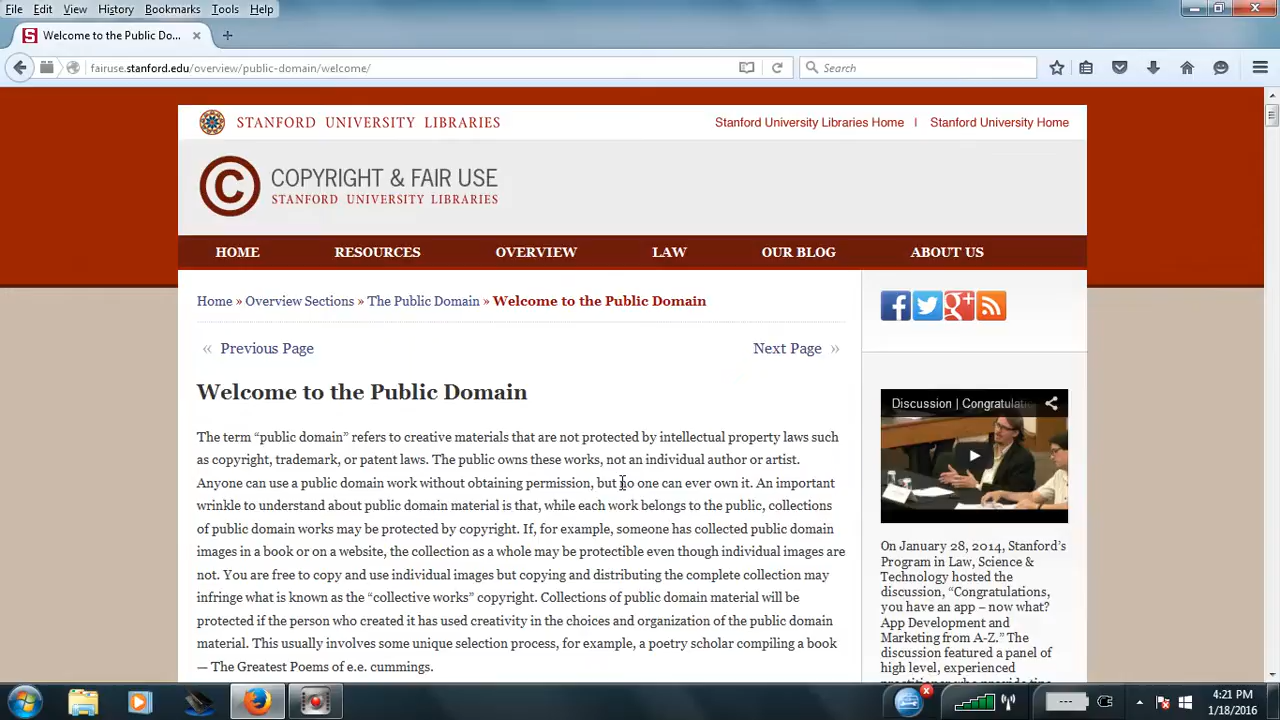 File Edit View History Bookmarks Tools Help
Welcome to the Public Do...
fairuse.stanford.edu/overview/public-domain/welcome/
Search
STANFORD UNIVERSITY LIBRARIES
Stanford University Libraries Home | Stanford University Home
C COPYRIGHT & FAIR USE
STANFORD UNIVERSITY LIBRARIES
HOME RESOURCES OVERVIEW LAW OUR BLOG ABOUT US
Home » Overview Sections » The Public Domain » Welcome to the Public Domain
« Previous Page
Next Page »
Welcome to the Public Domain
The term “public domain” refers to creative materials that are not protected by intellectual property laws such
as copyright, trademark, or patent laws. The public owns these works, not an individual author or artist.
Anyone can use a public domain work without obtaining permission, but no one can ever own it. An important
wrinkle to understand about public domain material is that, while each work belongs to the public, collections
of public domain works may be protected by copyright. If, for example, someone has collected public domain
images in a book or on a website, the collection as a whole may be protectible even though individual images are
not. You are free to copy and use individual images but copying and distributing the complete collection may
infringe what is known as the “collective works” copyright. Collections of public domain material will be
protected if the person who created it has used creativity in the choices and organization of the public domain
material. This usually involves some unique selection process, for example, a poetry scholar compiling a book
— The Greatest Poems of e.e. cummings.
Discussion | Congratulati
On January 28, 2014, Stanford’s
Program in Law, Science &
Technology hosted the
discussion, “Congratulations,
you have an app – now what?
App Development and
Marketing from A-Z.” The
discussion featured a panel of
high level, experienced
4:21 PM
1/18/2016